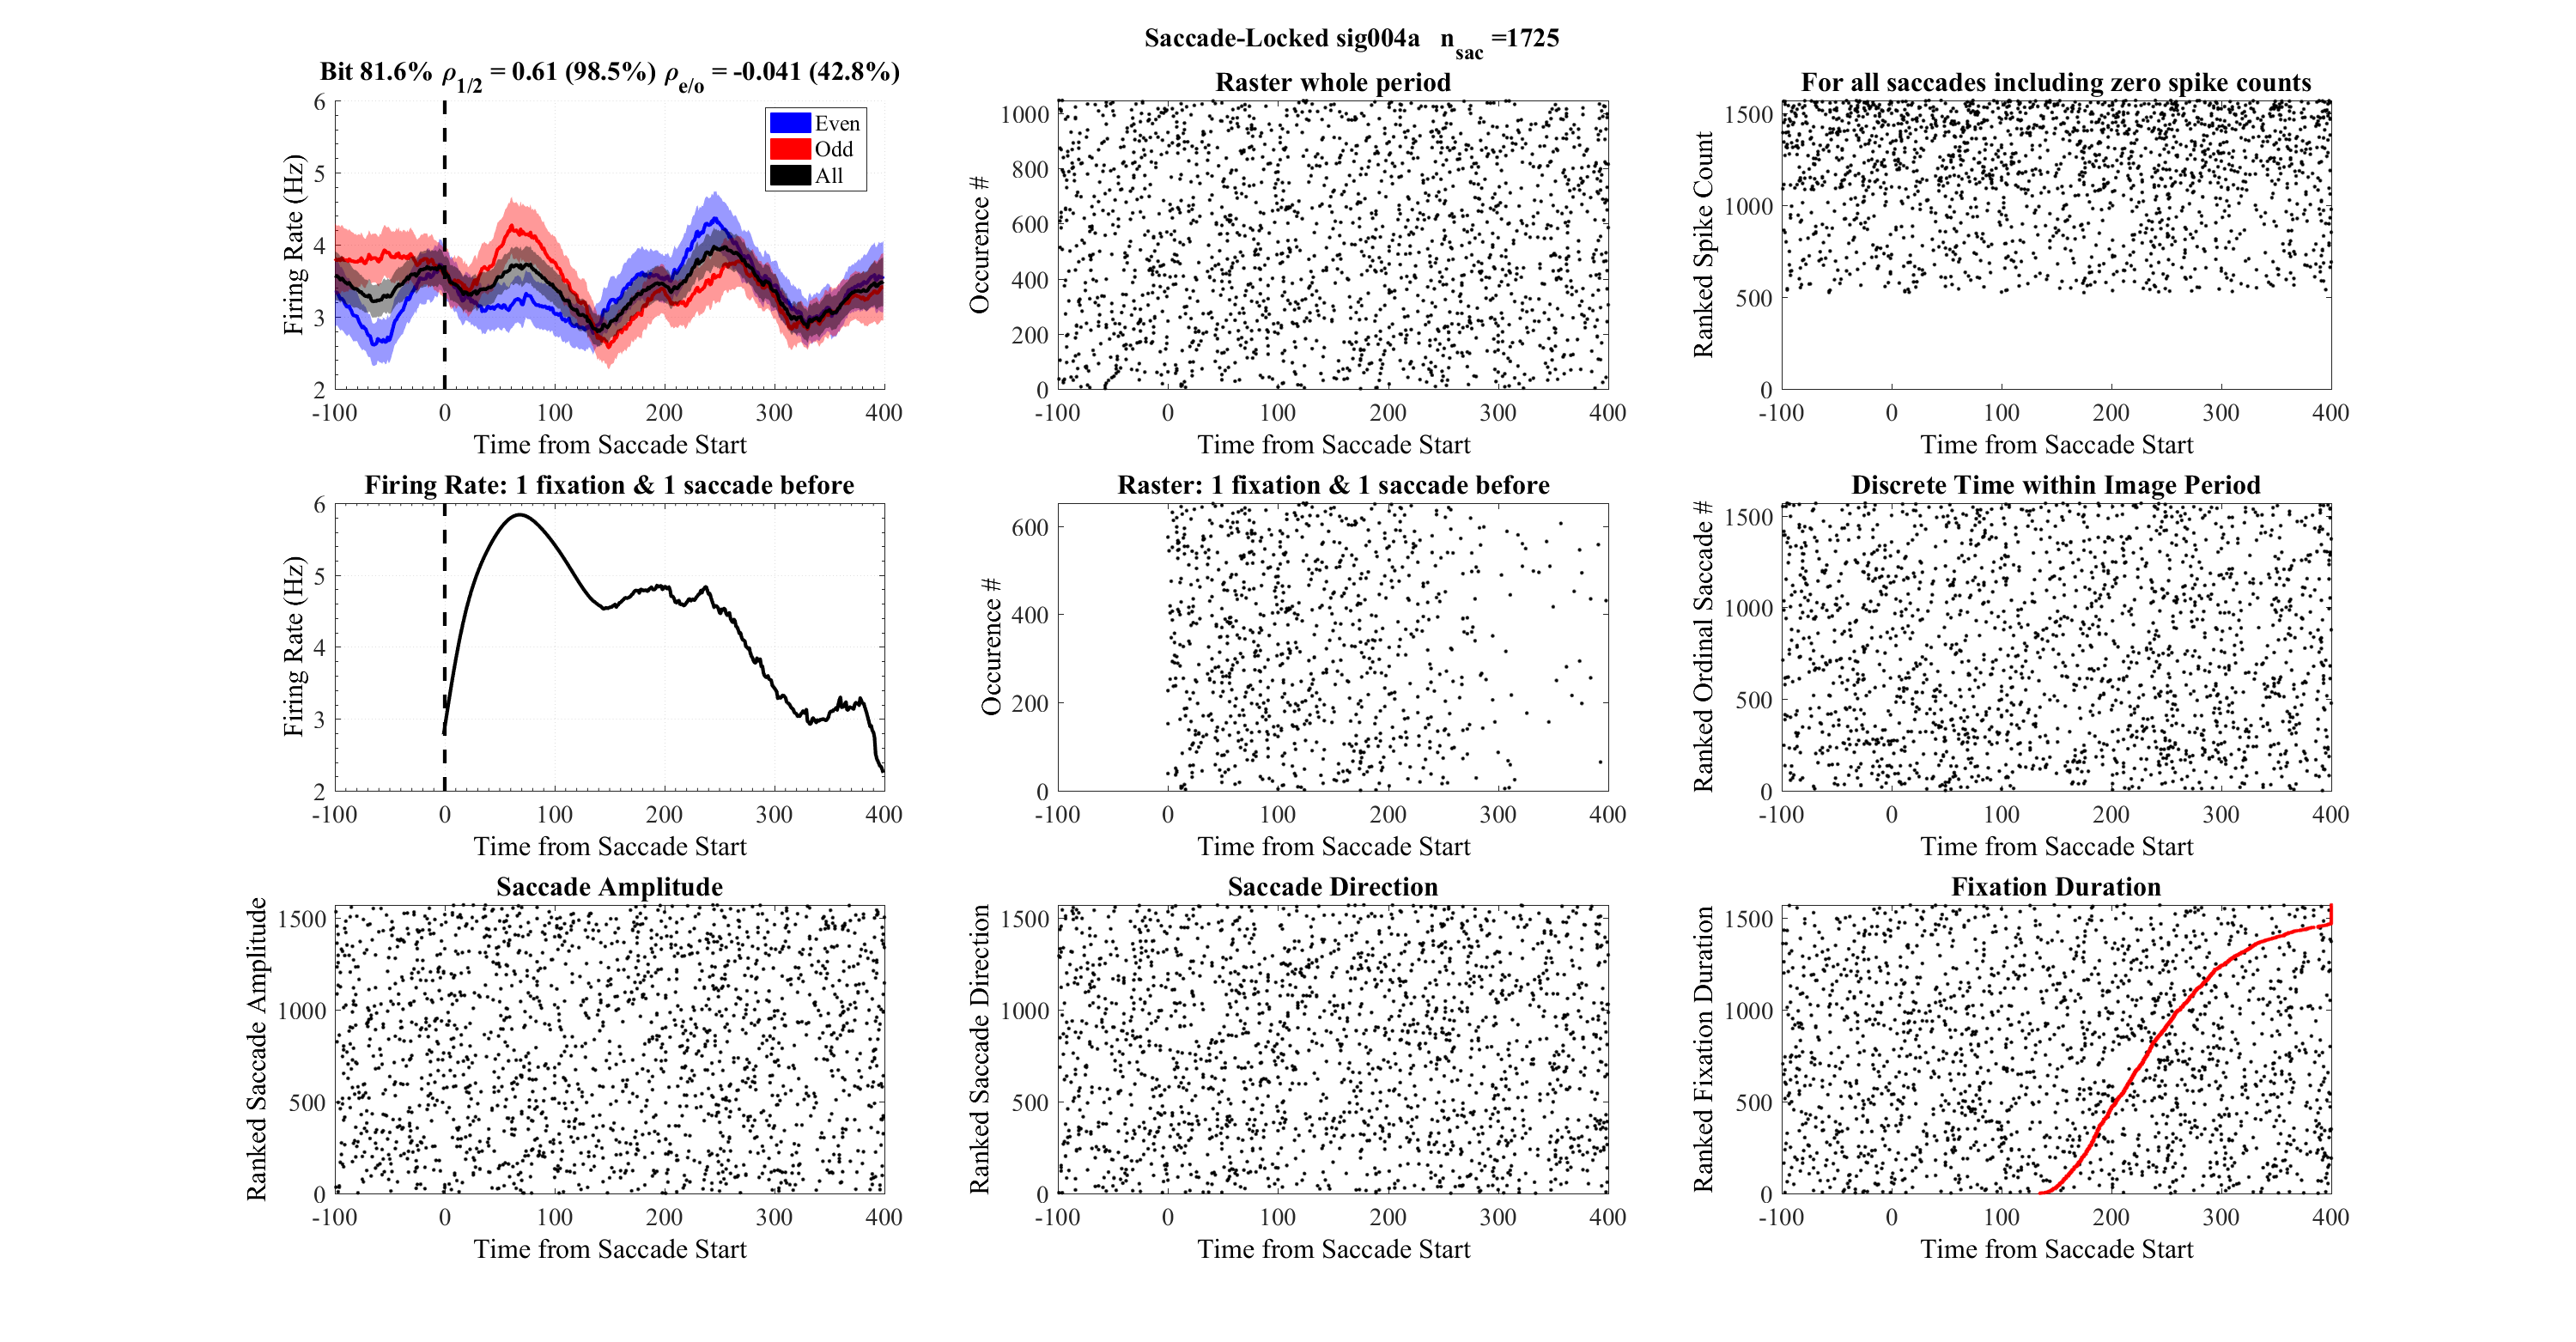 Saccade-Locked sig004a n_sac =1725
Bit 81.6% ρ_1/2 = 0.61 (98.5%) ρ_e/o = -0.041 (42.8%)
Firing Rate (Hz)
6
5
4
3
2
Even
Odd
All
-100 0 100 200 300 400
Time from Saccade Start
Raster whole period
Occurence #
1000
800
600
400
200
0
-100 0 100 200 300 400
Time from Saccade Start
For all saccades including zero spike counts
Ranked Spike Count
1500
1000
500
0
-100 0 100 200 300 400
Time from Saccade Start
Firing Rate: 1 fixation & 1 saccade before
Firing Rate (Hz)
6
5
4
3
2
-100 0 100 200 300 400
Time from Saccade Start
Raster: 1 fixation & 1 saccade before
Occurence #
600
400
200
0
-100 0 100 200 300 400
Time from Saccade Start
Discrete Time within Image Period
Ranked Ordinal Saccade #
1500
1000
500
0
-100 0 100 200 300 400
Time from Saccade Start
Saccade Amplitude
Ranked Saccade Amplitude
1500
1000
500
0
-100 0 100 200 300 400
Time from Saccade Start
Saccade Direction
Ranked Saccade Direction
1500
1000
500
0
-100 0 100 200 300 400
Time from Saccade Start
Fixation Duration
Ranked Fixation Duration
1500
1000
500
0
-100 0 100 200 300 400
Time from Saccade Start